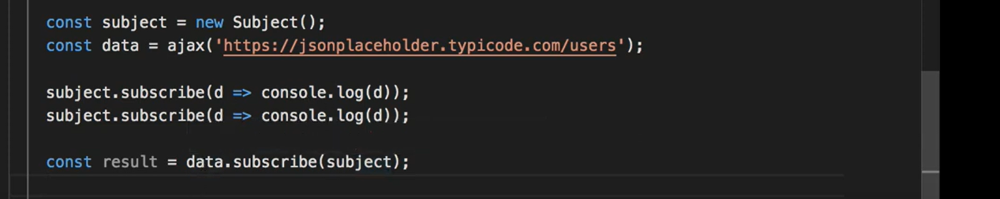 const subject = new Subject();
const data = ajax('https://jsonplaceholder.typicode.com/users');
subject.subscribe(d => console.log(d));
subject.subscribe(d => console.log(d));
const result = data.subscribe(subject);